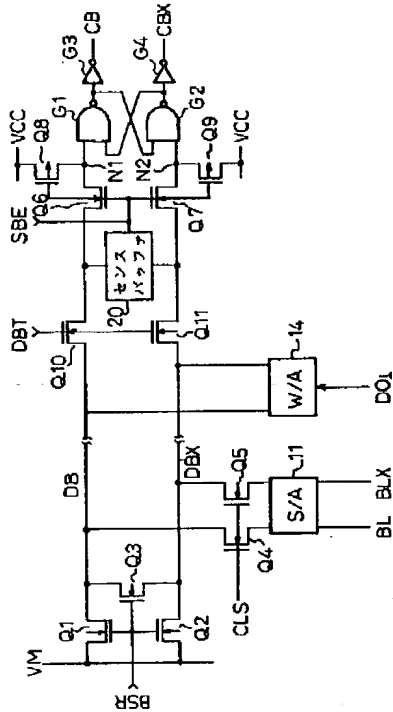 VM
BSR
Q1
Q2
Q3
DB
DBX
CLS
Q4
Q5
S/A
11
BL
BLX
W/A
14
DO1
DBT
Q10
Q11
20
センス
バッファ
SBE
Q6
Q7
VCC
Q8
N1
N2
Q9
VCC
G1
G2
G3
G4
CB
CBX